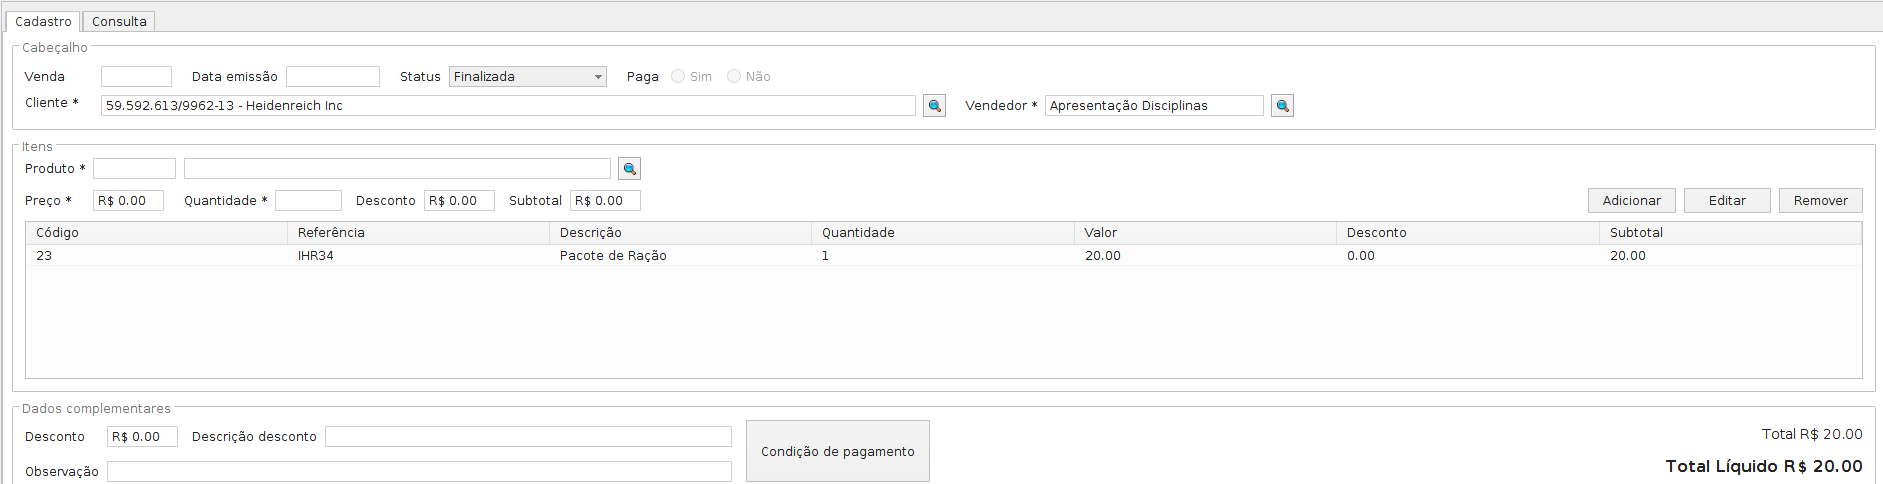 Cadastro Consulta
Cabeçalho
Venda Data emissão Status Finalizada Paga Sim Não
Cliente * 59.592.613/9962-13 - Heidenreich Inc Vendedor * Apresentação Disciplinas
Itens
Produto *
Preço * R$ 0.00 Quantidade * Desconto R$ 0.00 Subtotal R$ 0.00 Adicionar Editar Remover
Código Referência Descrição Quantidade Valor Desconto Subtotal
23 IHR34 Pacote de Ração 1 20.00 0.00 20.00
Dados complementares
Desconto R$ 0.00 Descrição desconto Total R$ 20.00
Condição de pagamento
Observação Total Líquido R$ 20.00